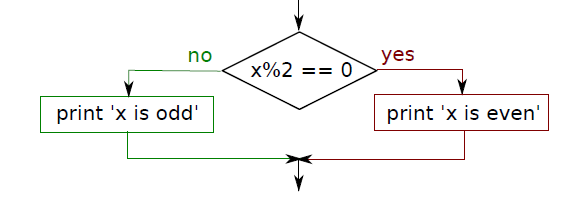 no
x%2 == 0
yes
print 'x is odd'
print 'x is even'